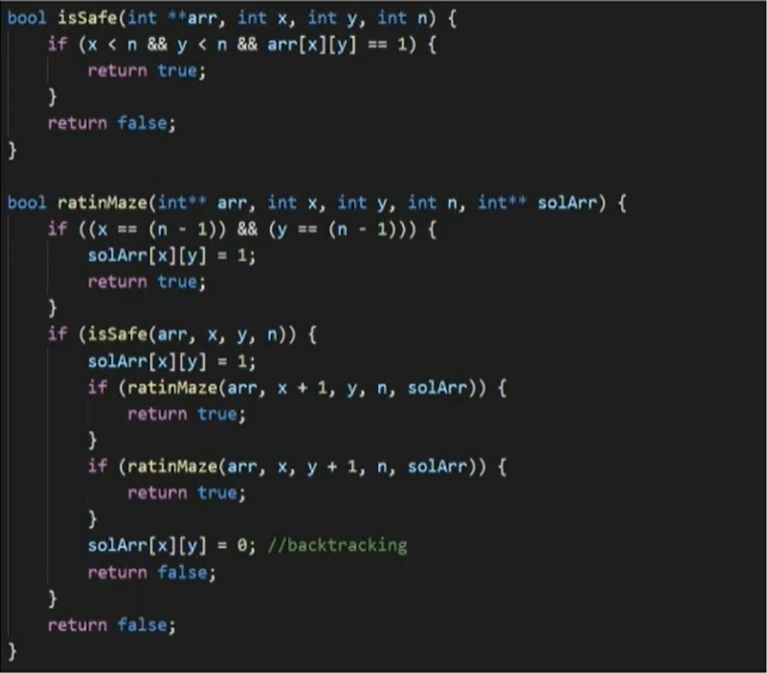 bool isSafe(int **arr, int x, int y, int n) {
    if (x < n && y < n && arr[x][y] == 1) {
        return true;
    }
    return false;
}

bool ratinMaze(int** arr, int x, int y, int n, int** solArr) {
    if ((x == (n - 1)) && (y == (n - 1))) {
        solArr[x][y] = 1;
        return true;
    }
    if (isSafe(arr, x, y, n)) {
        solArr[x][y] = 1;
        if (ratinMaze(arr, x + 1, y, n, solArr)) {
            return true;
        }
        if (ratinMaze(arr, x, y + 1, n, solArr)) {
            return true;
        }
        solArr[x][y] = 0; //backtracking
        return false;
    }
    return false;
}